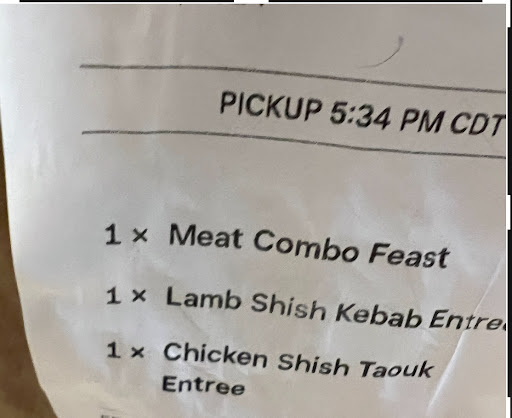 PICKUP 5:34 PM CDT
1 × Meat Combo Feast
1 × Lamb Shish Kebab Entre
1 × Chicken Shish Taouk
Entree